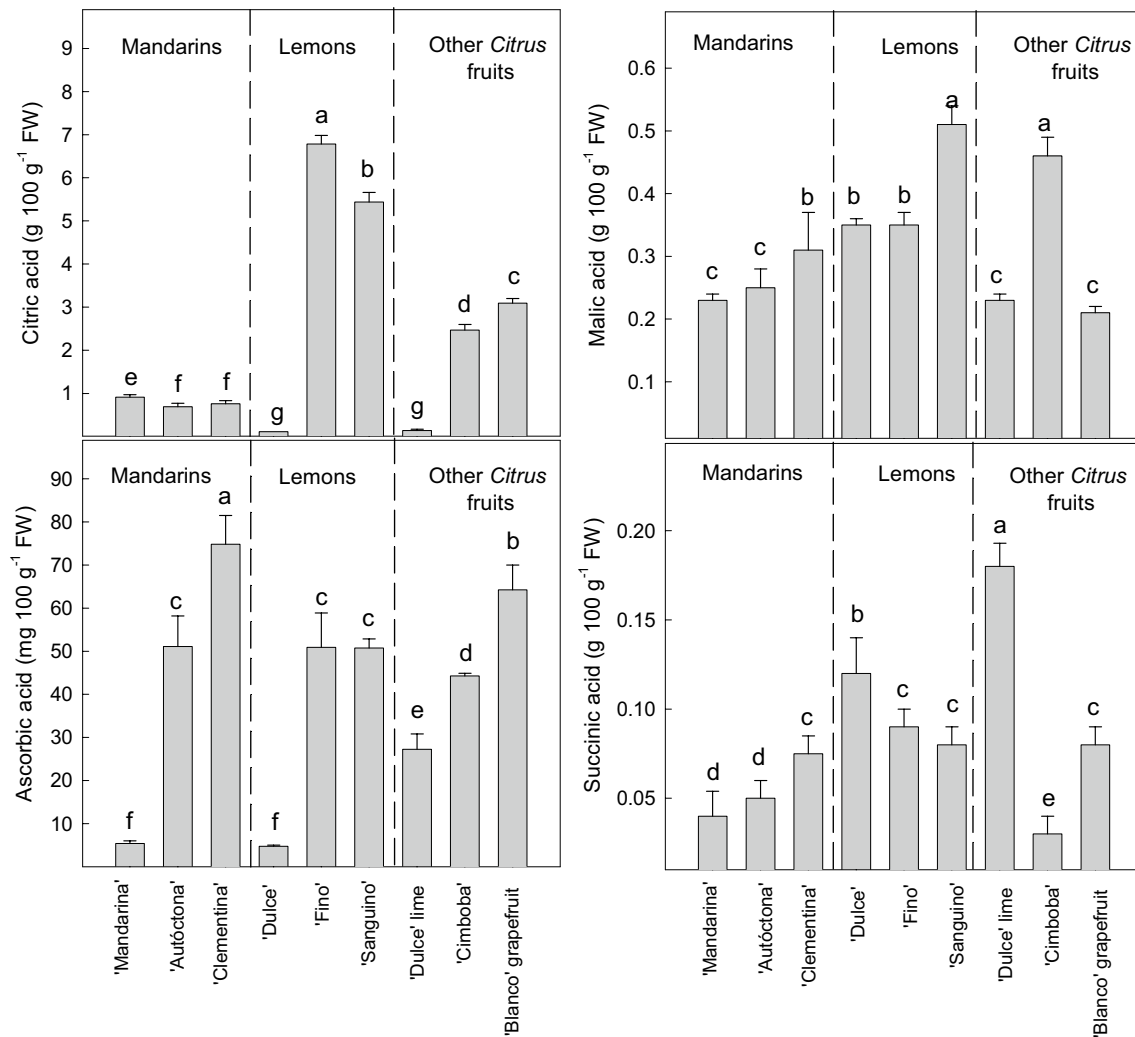 Citric acid (g 100 g⁻¹ FW)
9
8
7
6
5
4
3
2
1
Mandarins
Lemons
Other Citrus
fruits
e
f
f
g
a
b
g
d
c
Malic acid (g 100 g⁻¹ FW)
0.6
0.5
0.4
0.3
0.2
0.1
Mandarins
Lemons
Other Citrus
fruits
c
c
b
b
b
a
c
a
c
Ascorbic acid (mg 100 g⁻¹ FW)
90
80
70
60
50
40
30
20
10
Mandarins
Lemons
Other Citrus
fruits
f
c
a
f
c
c
e
d
b
'Mandarina'
'Autóctona'
'Clementina'
'Dulce'
'Fino'
'Sanguino'
'Dulce' lime
'Cimboba'
'Blanco' grapefruit
Succinic acid (g 100 g⁻¹ FW)
0.20
0.15
0.10
0.05
Mandarins
Lemons
Other Citrus
fruits
d
d
c
b
c
c
a
e
c
'Mandarina'
'Autóctona'
'Clementina'
'Dulce'
'Fino'
'Sanguino'
'Dulce' lime
'Cimboba'
'Blanco' grapefruit